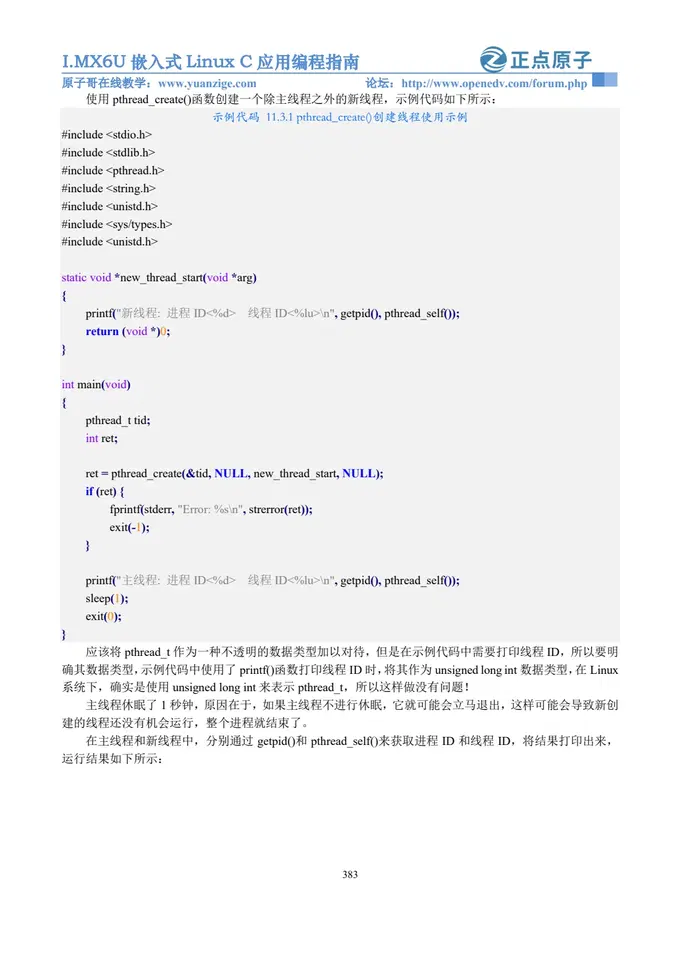 I.MX6U 嵌入式 Linux C 应用编程指南
正点原子
原子哥在线教学：www.yuanzige.com 论坛：http://www.openedv.com/forum.php
使用 pthread_create()函数创建一个除主线程之外的新线程，示例代码如下所示：
示例代码 11.3.1 pthread_create()创建线程使用示例
#include <stdio.h>
#include <stdlib.h>
#include <pthread.h>
#include <string.h>
#include <unistd.h>
#include <sys/types.h>
#include <unistd.h>
static void *new_thread_start(void *arg)
{
printf("新线程: 进程 ID<%d> 线程 ID<%lu>\n", getpid(), pthread_self());
return (void *)0;
}
int main(void)
{
pthread_t tid;
int ret;
ret = pthread_create(&tid, NULL, new_thread_start, NULL);
if (ret) {
fprintf(stderr, "Error: %s\n", strerror(ret));
exit(-1);
}
printf("主线程: 进程 ID<%d> 线程 ID<%lu>\n", getpid(), pthread_self());
sleep(1);
exit(0);
}
应该将 pthread_t 作为一种不透明的数据类型加以对待，但是在示例代码中需要打印线程 ID，所以要明
确其数据类型，示例代码中使用了 printf()函数打印线程 ID 时，将其作为 unsigned long int 数据类型，在 Linux
系统下，确实是使用 unsigned long int 来表示 pthread_t，所以这样做没有问题！
主线程休眠了 1 秒钟，原因在于，如果主线程不进行休眠，它就可能会立马退出，这样可能会导致新创
建的线程还没有机会运行，整个进程就结束了。
在主线程和新线程中，分别通过 getpid()和 pthread_self()来获取进程 ID 和线程 ID，将结果打印出来，
运行结果如下所示：
383